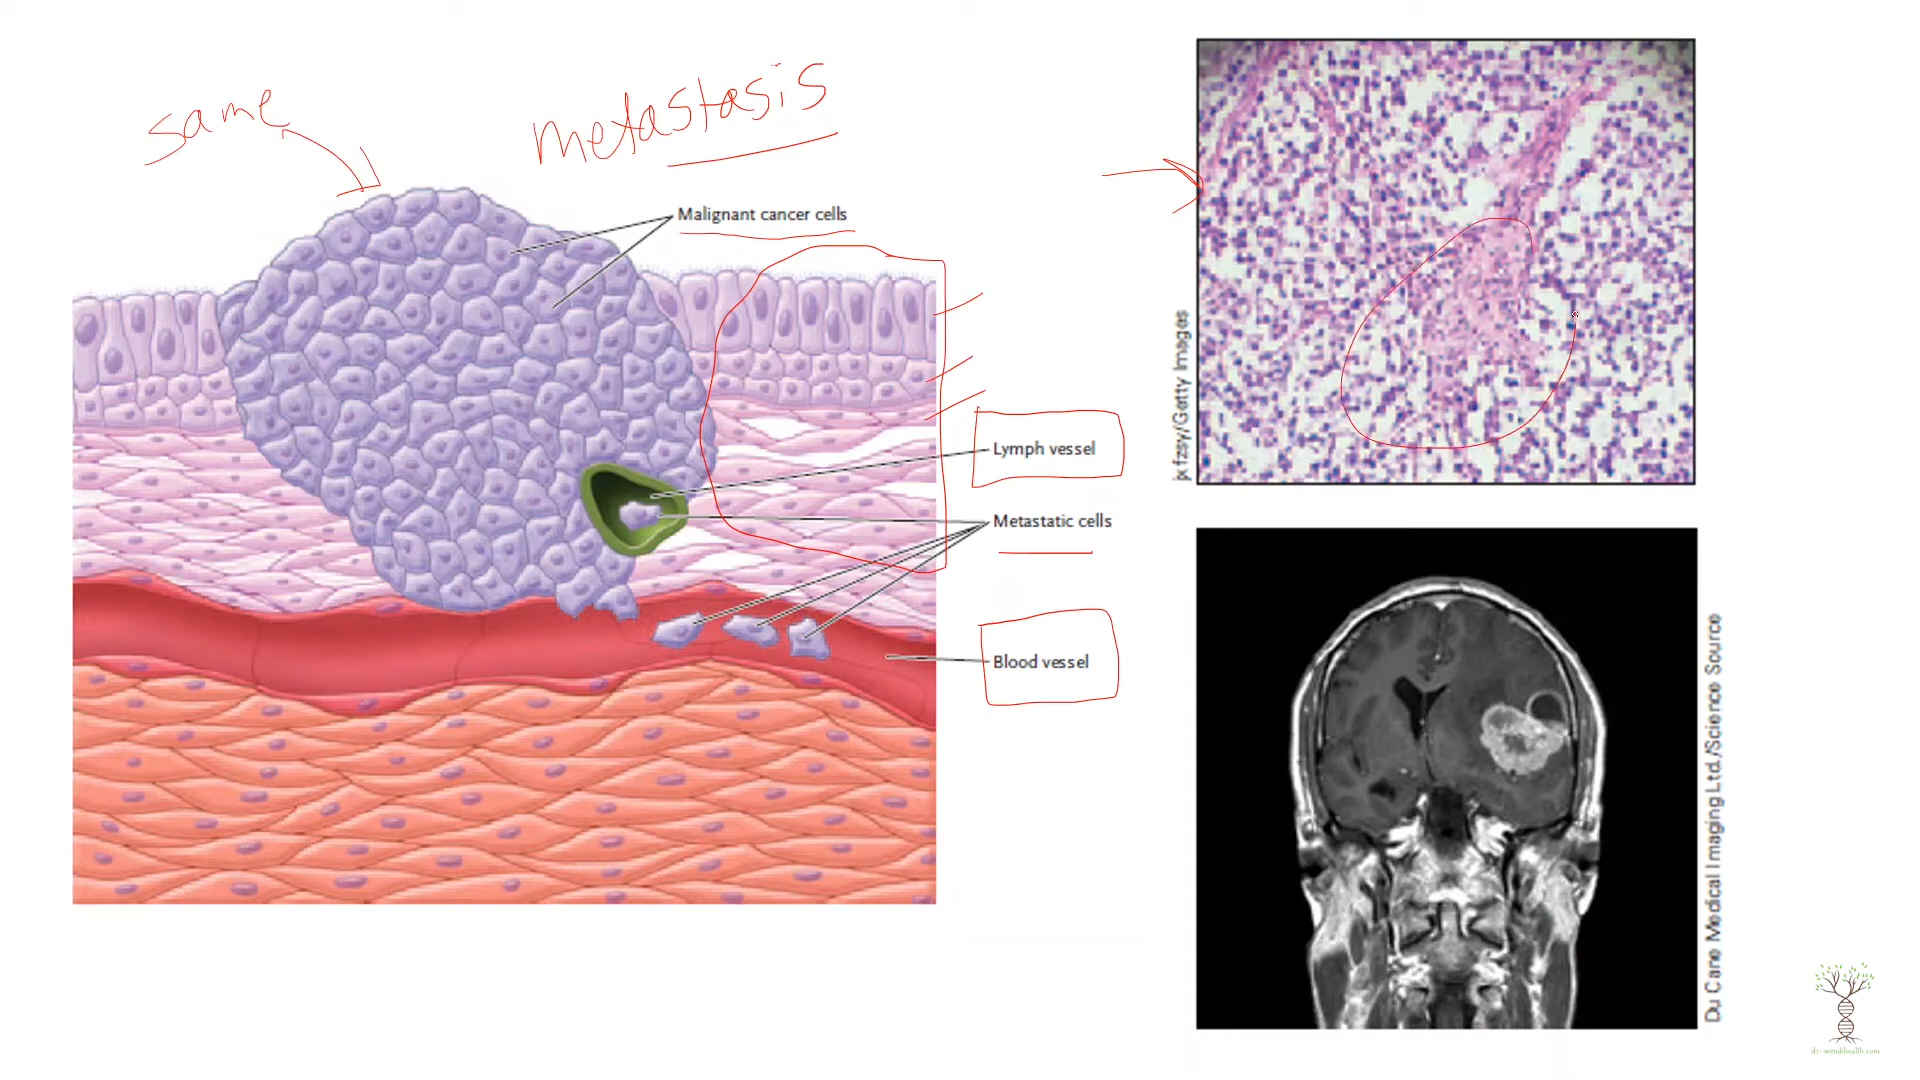 same
metastasis
Malignant cancer cells
Lymph vessel
Metastatic cells
Blood vessel
jxfzsy/Getty Images
Du Cane Medical Imaging Ltd./Science Source